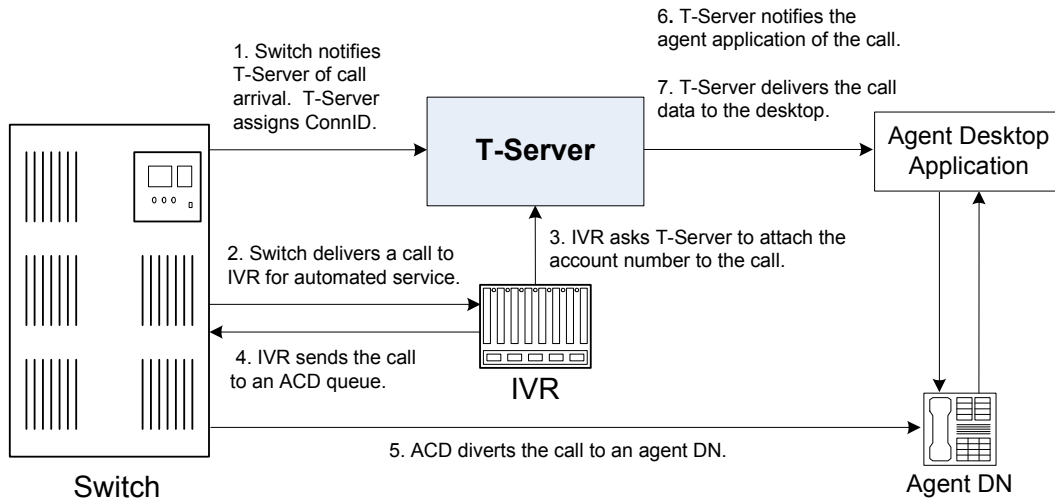 1. Switch notifies
T-Server of call
arrival.  T-Server
assigns ConnID.
6. T-Server notifies the
agent application of the call.
7. T-Server delivers the call
data to the desktop.
T-Server
Agent Desktop
Application
2. Switch delivers a call to
IVR for automated service.
3. IVR asks T-Server to attach the
account number to the call.
4. IVR sends the call
to an ACD queue.
IVR
5. ACD diverts the call to an agent DN.
Switch
Agent DN